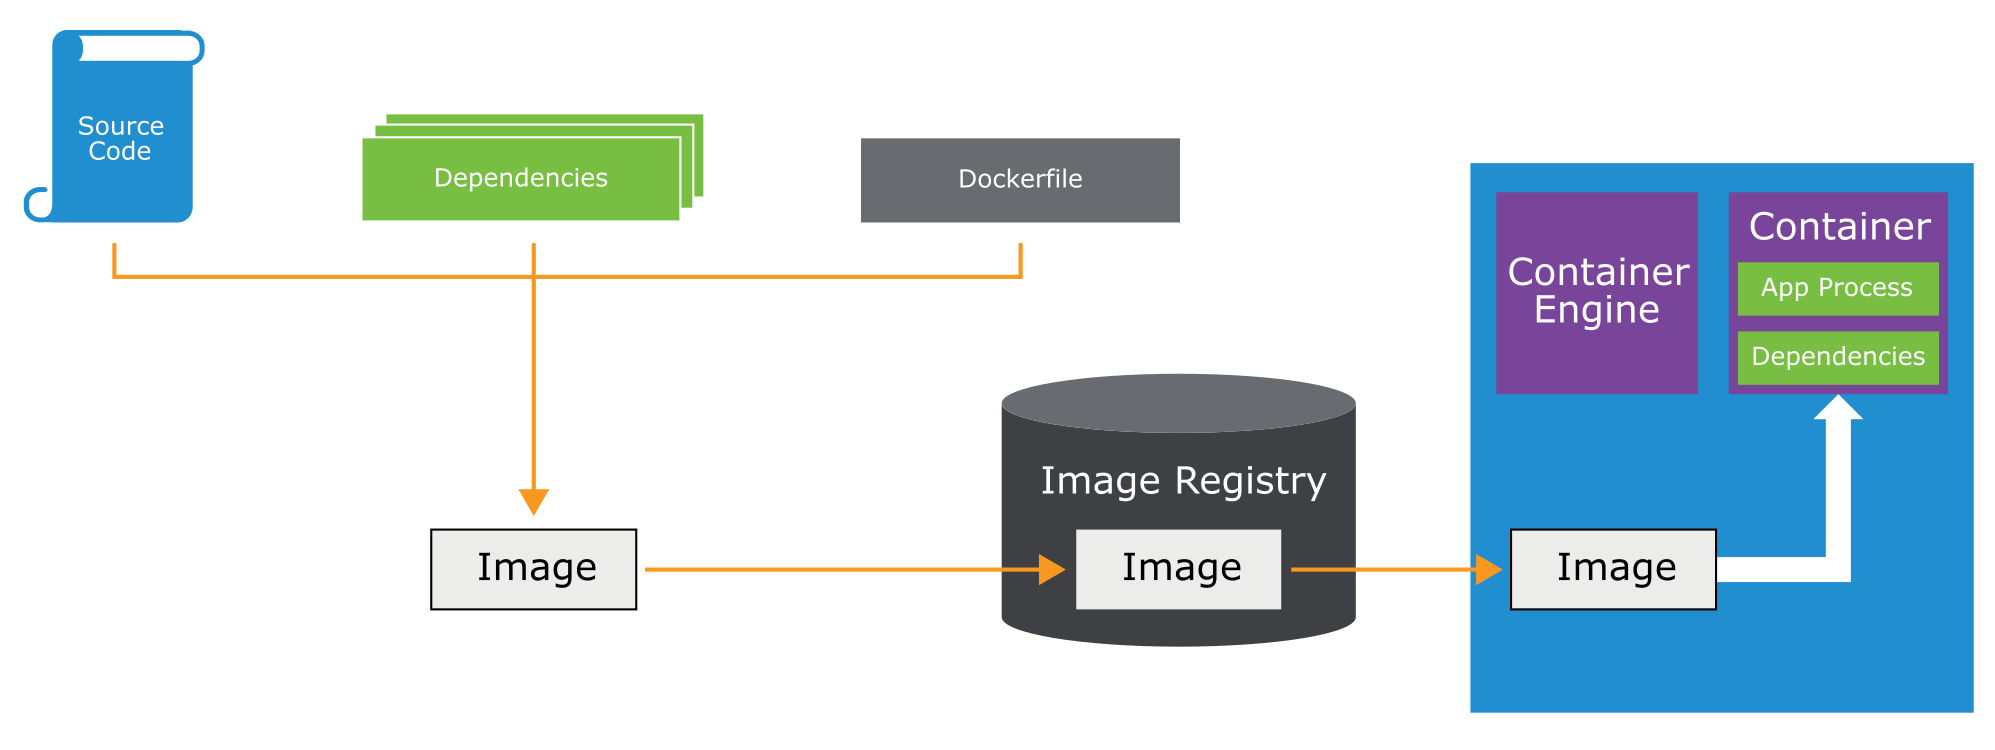 Source
Code
Dependencies
Dockerfile
Container
Engine
Container
App Process
Dependencies
Image Registry
Image
Image
Image